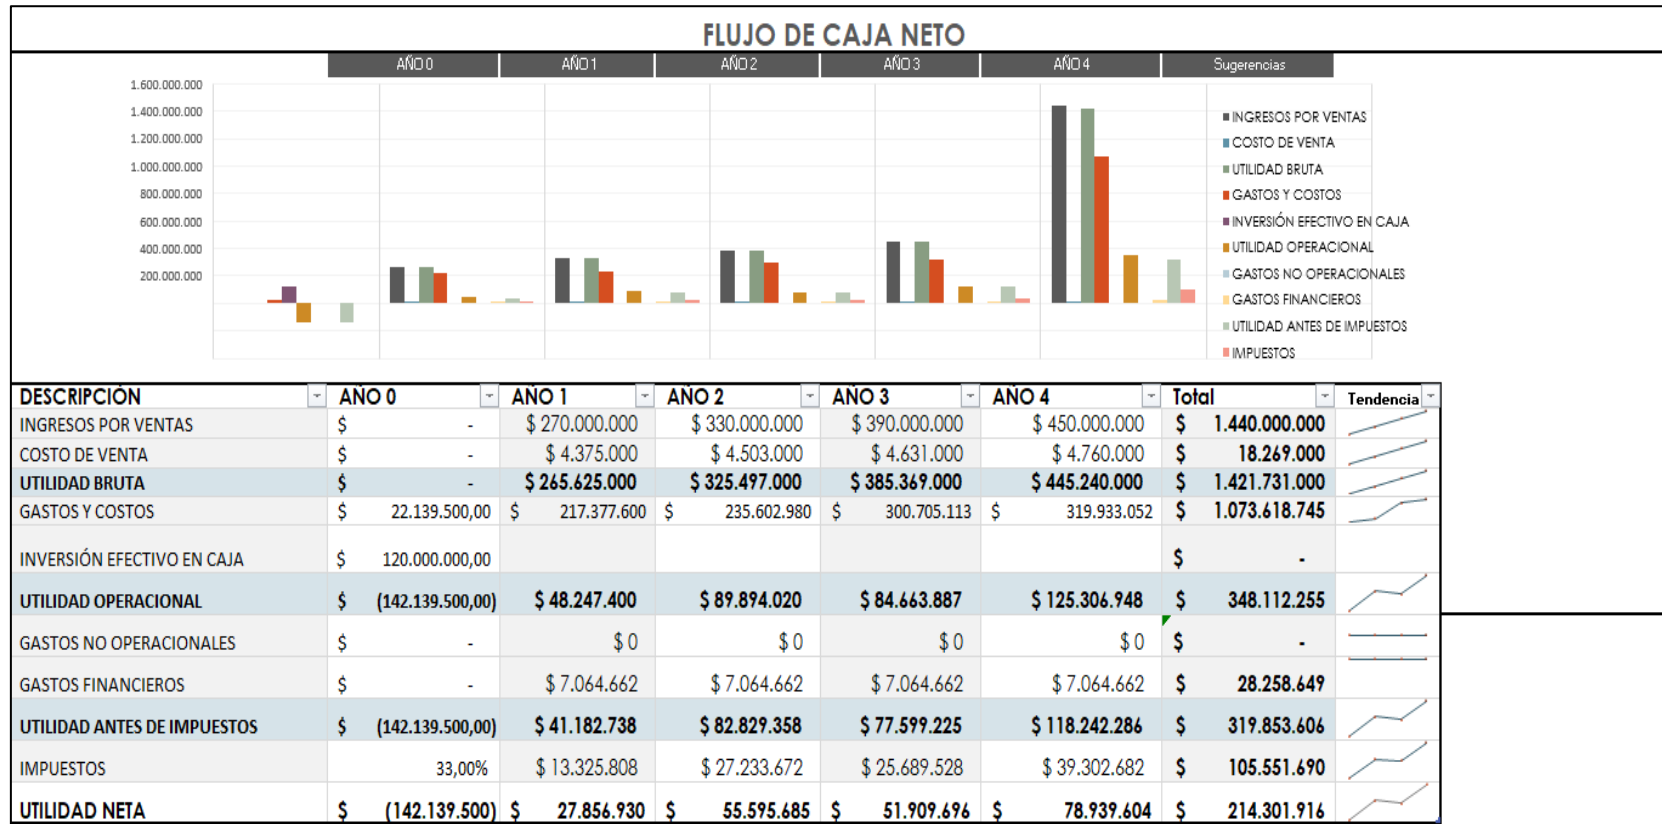 FLUJO DE CAJA NETO
AÑO 0 AÑO 1 AÑO 2 AÑO 3 AÑO 4 Sugerencias
1.600.000.000
1.400.000.000
1.200.000.000
1.000.000.000
800.000.000
600.000.000
400.000.000
200.000.000
INGRESOS POR VENTAS
COSTO DE VENTA
UTILIDAD BRUTA
GASTOS Y COSTOS
INVERSIÓN EFECTIVO EN CAJA
UTILIDAD OPERACIONAL
GASTOS NO OPERACIONALES
GASTOS FINANCIEROS
UTILIDAD ANTES DE IMPUESTOS
IMPUESTOS
DESCRIPCIÓN AÑO 0 AÑO 1 AÑO 2 AÑO 3 AÑO 4 Total Tendencia
INGRESOS POR VENTAS $ - $ 270.000.000 $ 330.000.000 $ 390.000.000 $ 450.000.000 $ 1.440.000.000
COSTO DE VENTA $ - $ 4.375.000 $ 4.503.000 $ 4.631.000 $ 4.760.000 $ 18.269.000
UTILIDAD BRUTA $ - $ 265.625.000 $ 325.497.000 $ 385.369.000 $ 445.240.000 $ 1.421.731.000
GASTOS Y COSTOS $ 22.139.500,00 $ 217.377.600 $ 235.602.980 $ 300.705.113 $ 319.933.052 $ 1.073.618.745
INVERSIÓN EFECTIVO EN CAJA $ 120.000.000,00 $ -
UTILIDAD OPERACIONAL $ (142.139.500,00) $ 48.247.400 $ 89.894.020 $ 84.663.887 $ 125.306.948 $ 348.112.255
GASTOS NO OPERACIONALES $ - $ 0 $ 0 $ 0 $ 0 $ -
GASTOS FINANCIEROS $ - $ 7.064.662 $ 7.064.662 $ 7.064.662 $ 7.064.662 $ 28.258.649
UTILIDAD ANTES DE IMPUESTOS $ (142.139.500,00) $ 41.182.738 $ 82.829.358 $ 77.599.225 $ 118.242.286 $ 319.853.606
IMPUESTOS 33,00% $ 13.325.808 $ 27.233.672 $ 25.689.528 $ 39.302.682 $ 105.551.690
UTILIDAD NETA $ (142.139.500) $ 27.856.930 $ 55.595.685 $ 51.909.696 $ 78.939.604 $ 214.301.916